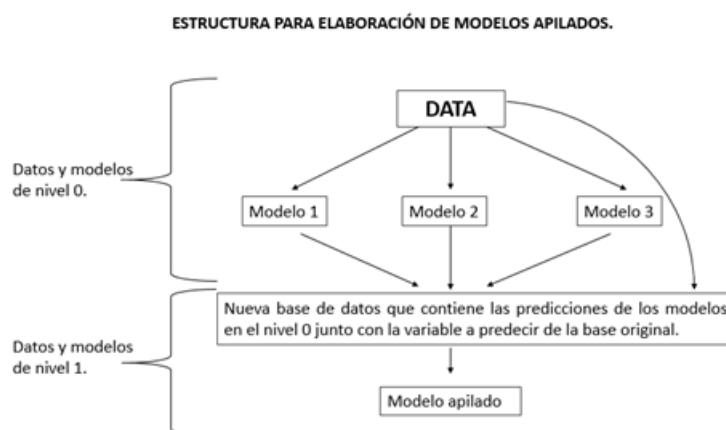 ESTRUCTURA PARA ELABORACIÓN DE MODELOS APILADOS.
DATA
Datos y modelos
de nivel 0.
Modelo 1
Modelo 2
Modelo 3
Nueva base de datos que contiene las predicciones de los modelos
en el nivel 0 junto con la variable a predecir de la base original.
Datos y modelos
de nivel 1.
Modelo apilado